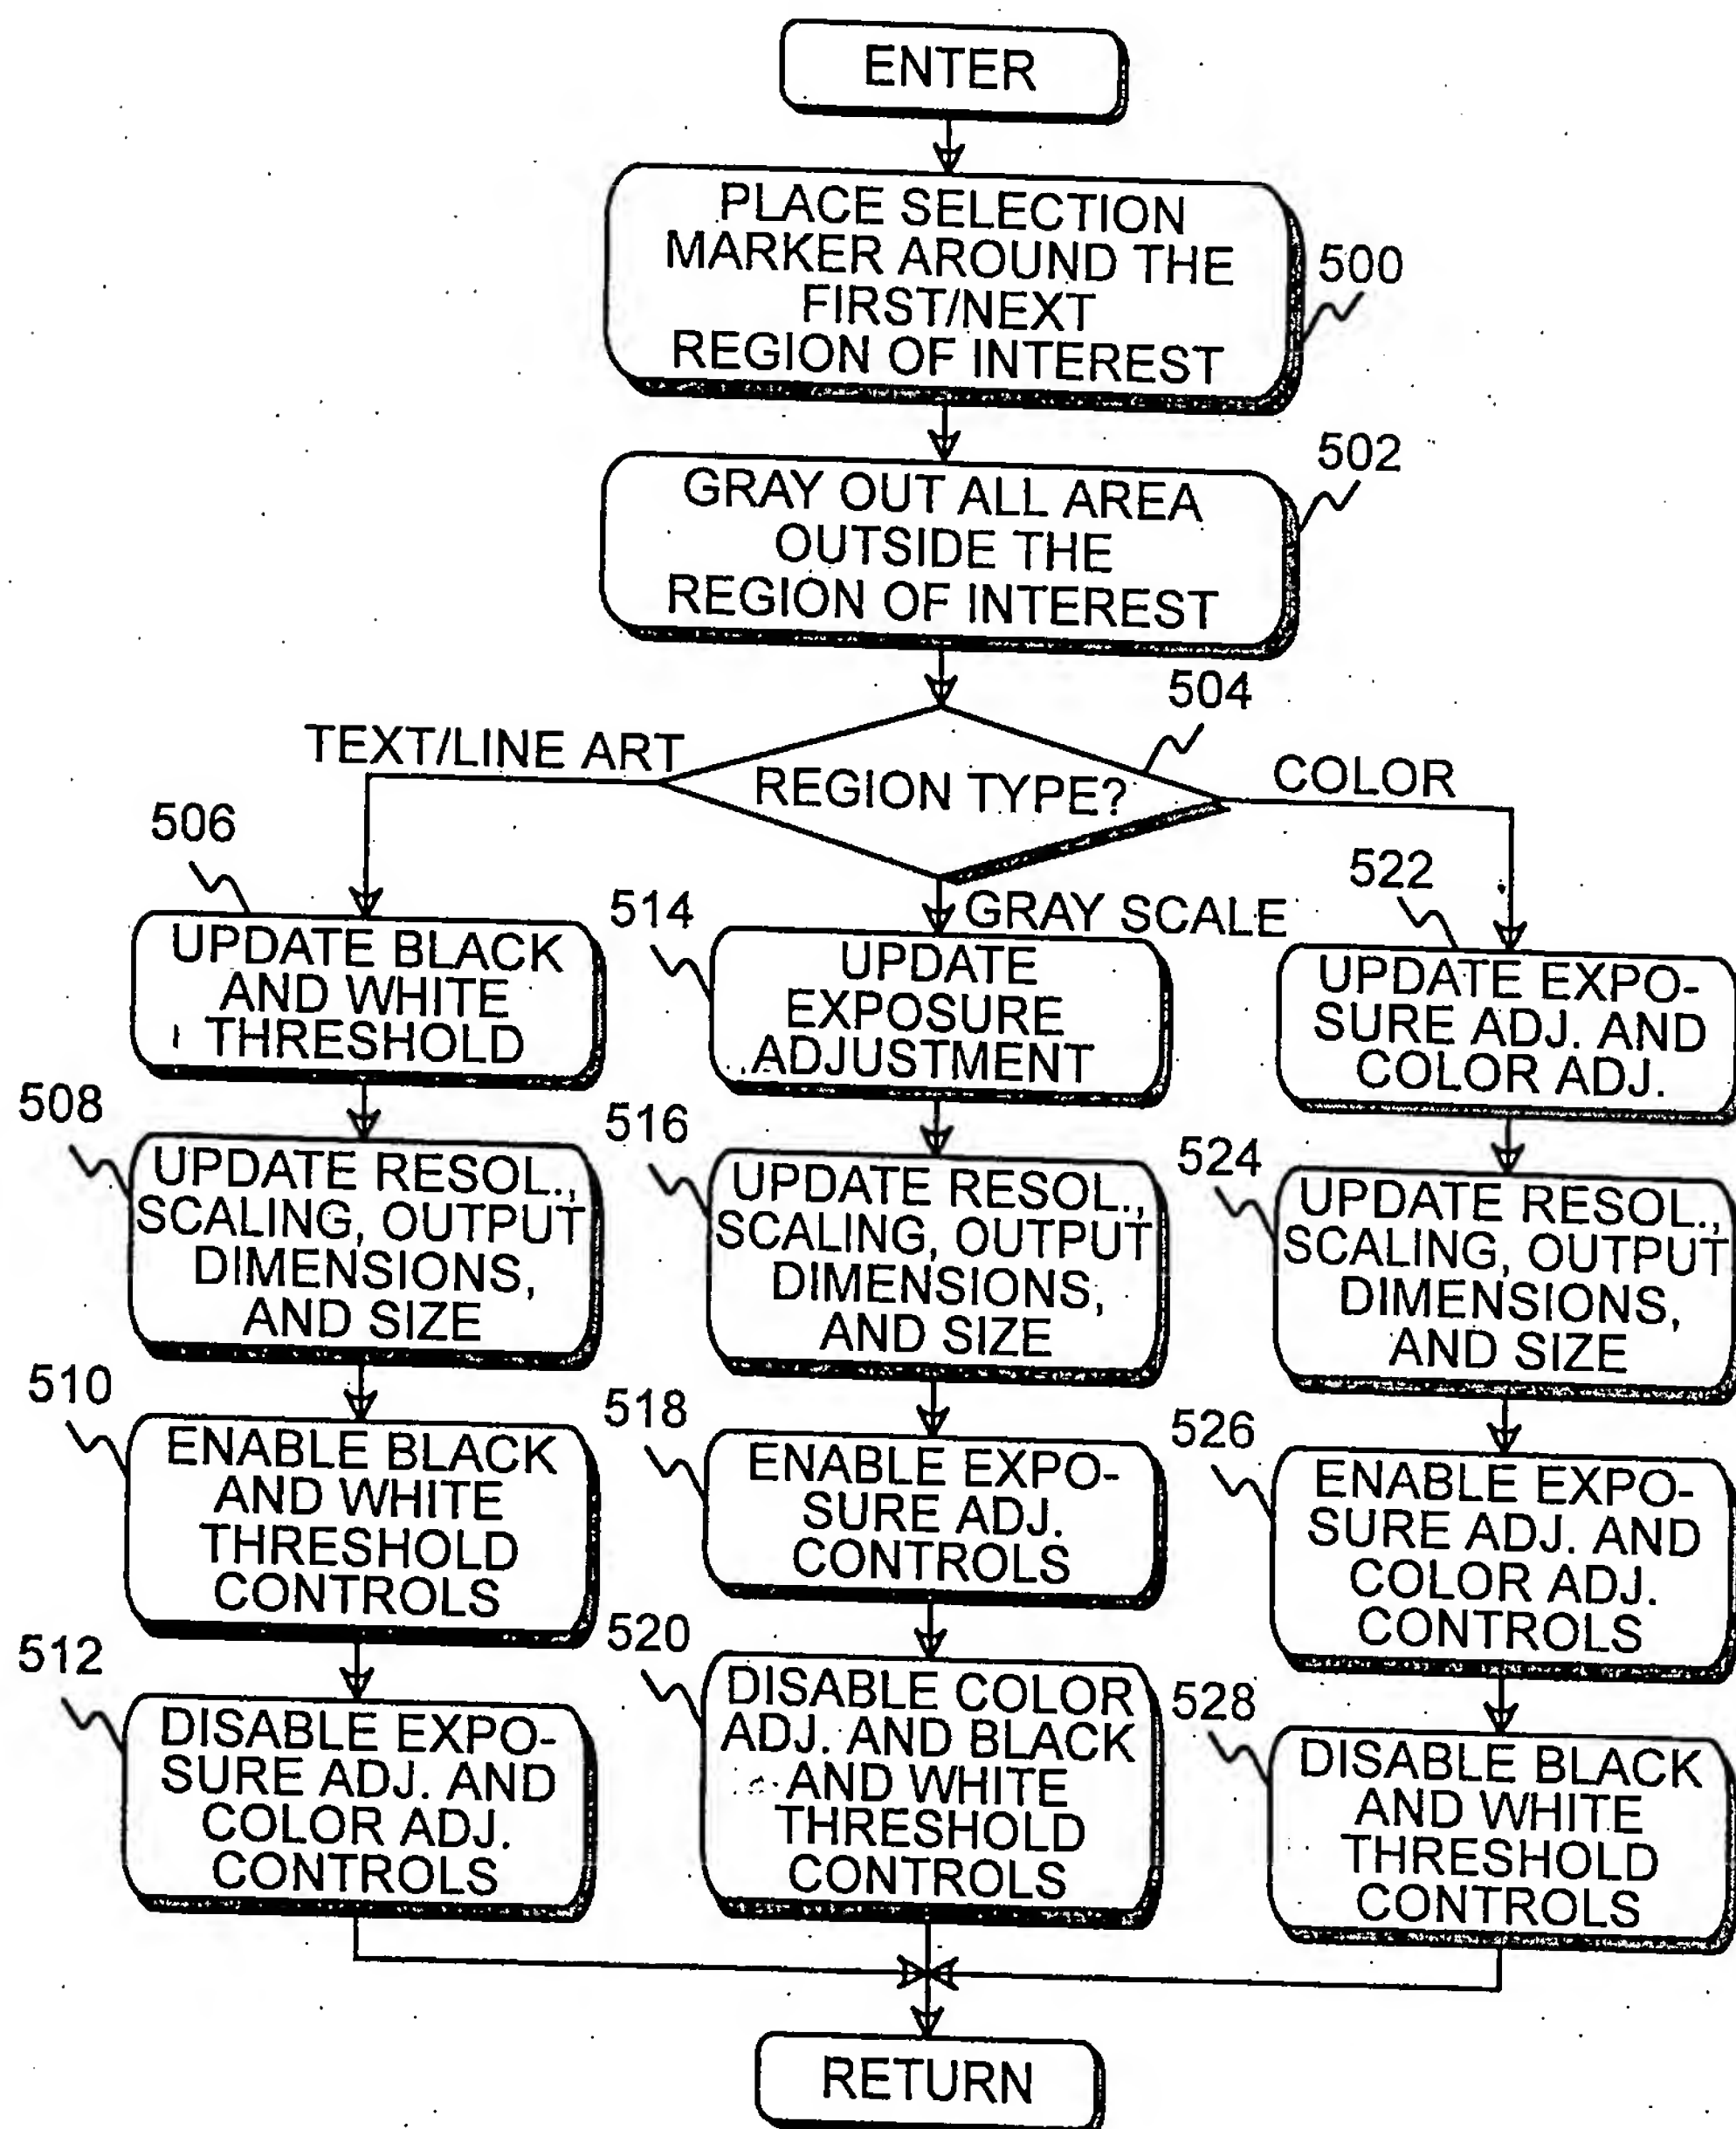 ENTER
PLACE SELECTION
MARKER AROUND THE
FIRST/NEXT
REGION OF INTEREST
500
GRAY OUT ALL AREA
OUTSIDE THE
REGION OF INTEREST
502
REGION TYPE?
504
TEXT/LINE ART
506
UPDATE BLACK
AND WHITE
THRESHOLD
508
UPDATE RESOL.,
SCALING, OUTPUT
DIMENSIONS,
AND SIZE
510
ENABLE BLACK
AND WHITE
THRESHOLD
CONTROLS
512
DISABLE EXPO-
SURE ADJ. AND
COLOR ADJ.
CONTROLS
GRAY SCALE
514
UPDATE
EXPOSURE
ADJUSTMENT
516
UPDATE RESOL.,
SCALING, OUTPUT
DIMENSIONS,
AND SIZE
518
ENABLE EXPO-
SURE ADJ.
CONTROLS
520
DISABLE COLOR
ADJ. AND BLACK
AND WHITE
THRESHOLD
CONTROLS
COLOR
522
UPDATE EXPO-
SURE ADJ. AND
COLOR ADJ.
524
UPDATE RESOL.,
SCALING, OUTPUT
DIMENSIONS,
AND SIZE
526
ENABLE EXPO-
SURE ADJ. AND
COLOR ADJ.
CONTROLS
528
DISABLE BLACK
AND WHITE
THRESHOLD
CONTROLS
RETURN